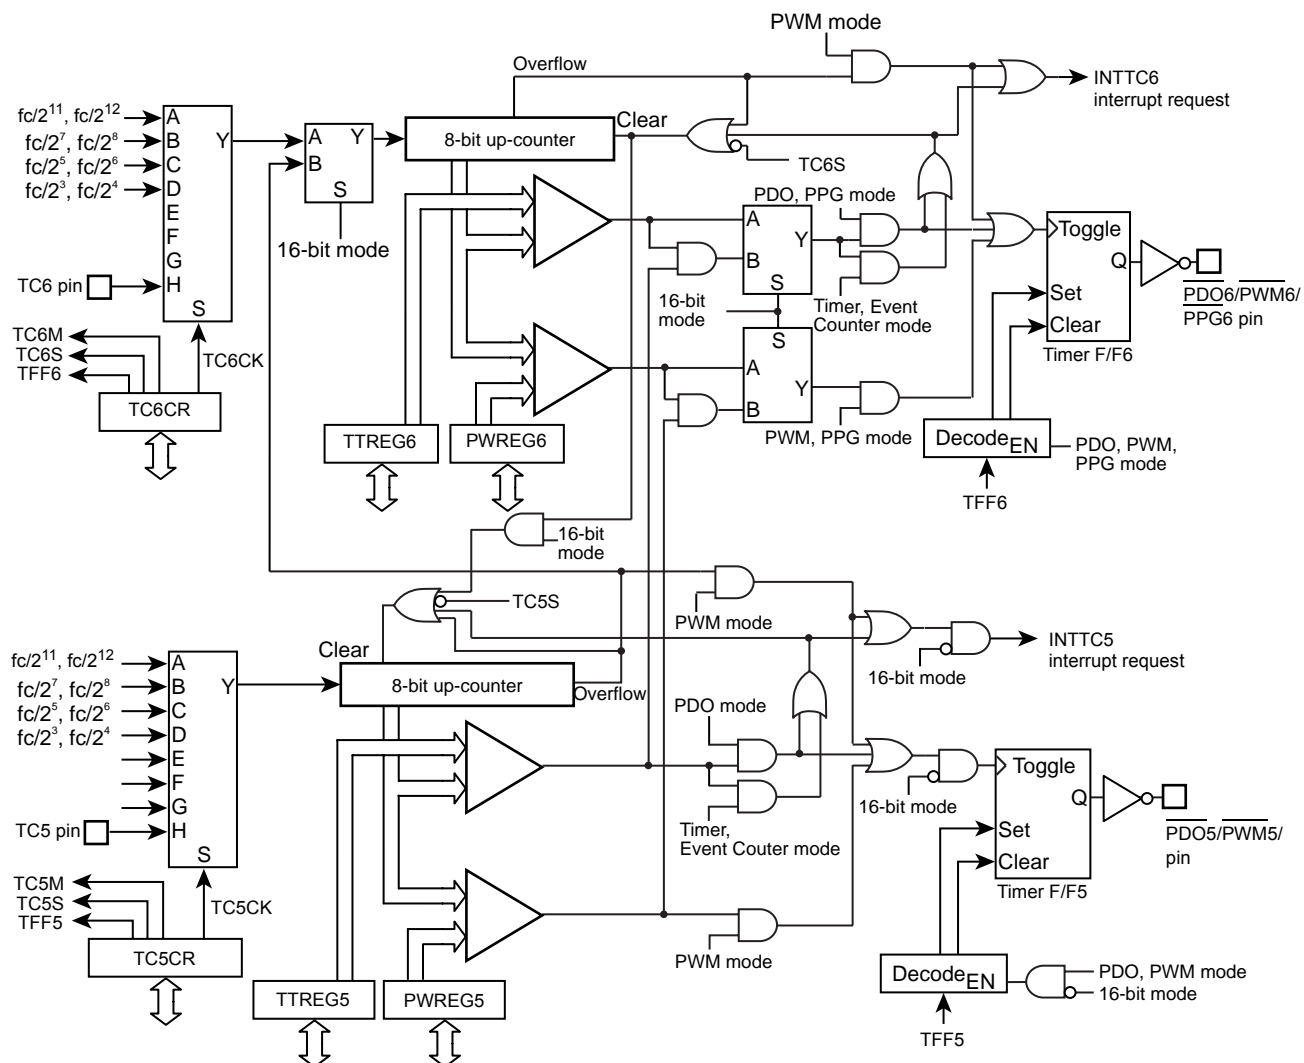 PWM mode
Overflow
INTTC6
interrupt request
fc/2¹¹, fc/2¹²
fc/2⁷, fc/2⁸
fc/2⁵, fc/2⁶
fc/2³, fc/2⁴
A
B
C
D
E
F
G
H
Y
S
TC6 pin
A
B
Y
S
16-bit mode
8-bit up-counter
Clear
TC6S
PDO, PPG mode
A
B
Y
S
16-bit
mode
Timer, Event
Counter mode
S
A
B
Y
PWM, PPG mode
Toggle
Q
Set
Clear
Timer F/F6
PDO6/PWM6/
PPG6 pin
TC6M
TC6S
TFF6
TC6CK
TC6CR
TTREG6
PWREG6
Decode EN
PDO, PWM,
PPG mode
TFF6
16-bit
mode
TC5S
PWM mode
INTTC5
interrupt request
16-bit mode
fc/2¹¹, fc/2¹²
fc/2⁷, fc/2⁸
fc/2⁵, fc/2⁶
fc/2³, fc/2⁴
A
B
C
D
E
F
G
H
Y
S
TC5 pin
Clear
8-bit up-counter
Overflow
PDO mode
Timer,
Event Couter mode
16-bit mode
Toggle
Q
Set
Clear
Timer F/F5
PDO5/PWM5/
pin
TC5M
TC5S
TFF5
TC5CK
TC5CR
TTREG5
PWREG5
PWM mode
Decode EN
PDO, PWM mode
16-bit mode
TFF5